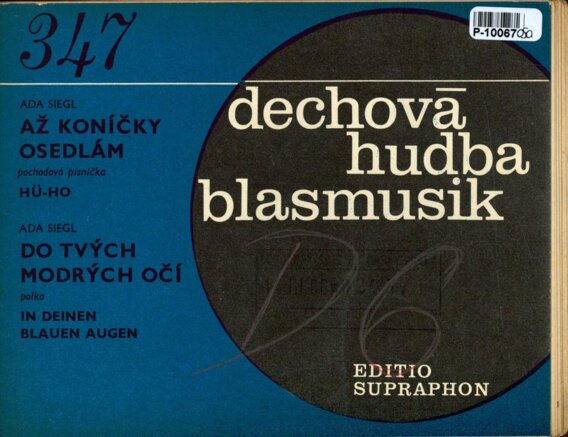 347
P-10067
ADA SIEGL
AŽ KONÍČKY
OSEDLÁM
pochodová písnička
HÜ-HO
ADA SIEGL
DO TVÝCH
MODRÝCH OČÍ
polka
IN DEINEN
BLAUEN AUGEN
dechová
hudba
blasmusik
D6
EDITIO
SUPRAPHON